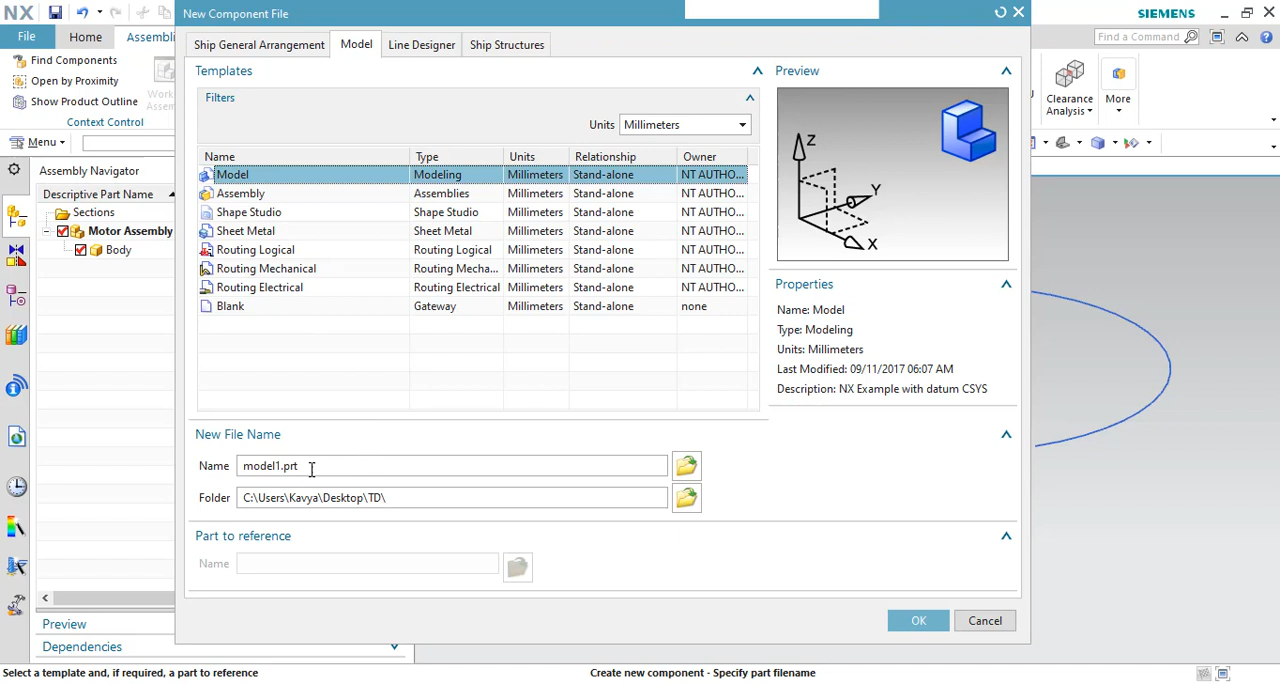 NX
New Component File
SIEMENS
File
Home
Assembli
Find a Command
Find Components
Open by Proximity
Show Product Outline
Context Control
Work
Assem
Menu
Clearance
Analysis
More
Ship General Arrangement
Model
Line Designer
Ship Structures
Templates
Filters
Units Millimeters
Name Type Units Relationship Owner
Model Modeling Millimeters Stand-alone NT AUTHO...
Assembly Assemblies Millimeters Stand-alone NT AUTHO...
Shape Studio Shape Studio Millimeters Stand-alone NT AUTHO...
Sheet Metal Sheet Metal Millimeters Stand-alone NT AUTHO...
Routing Logical Routing Logical Millimeters Stand-alone NT AUTHO...
Routing Mechanical Routing Mecha... Millimeters Stand-alone NT AUTHO...
Routing Electrical Routing Electrical Millimeters Stand-alone NT AUTHO...
Blank Gateway Millimeters Stand-alone none
Preview
Z
Y
X
Properties
Name: Model
Type: Modeling
Units: Millimeters
Last Modified: 09/11/2017 06:07 AM
Description: NX Example with datum CSYS
New File Name
Name model1.prt
Folder C:\Users\Kavya\Desktop\TD\
Part to reference
Name
OK
Cancel
Assembly Navigator
Descriptive Part Name
Sections
Motor Assembly
Body
Preview
Dependencies
Select a template and, if required, a part to reference
Create new component - Specify part filename